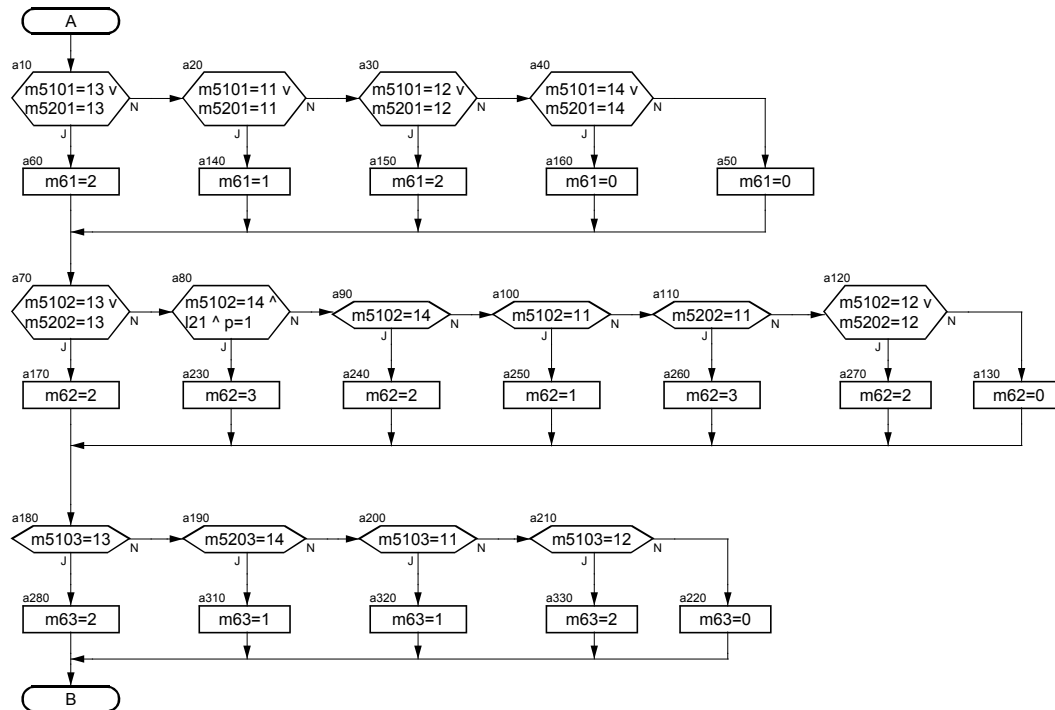 A
a10
m5101=13 v
m5201=13
N
J
a20
m5101=11 v
m5201=11
N
J
a30
m5101=12 v
m5201=12
N
J
a40
m5101=14 v
m5201=14
N
J
a60
m61=2
a140
m61=1
a150
m61=2
a160
m61=0
a50
m61=0
a70
m5102=13 v
m5202=13
N
J
a80
m5102=14 ^
l21 ^ p=1
N
J
a90
m5102=14
N
J
a100
m5102=11
N
J
a110
m5202=11
N
J
a120
m5102=12 v
m5202=12
N
J
a170
m62=2
a230
m62=3
a240
m62=2
a250
m62=1
a260
m62=3
a270
m62=2
a130
m62=0
a180
m5103=13
N
J
a190
m5203=14
N
J
a200
m5103=11
N
J
a210
m5103=12
N
J
a280
m63=2
a310
m63=1
a320
m63=1
a330
m63=2
a220
m63=0
B